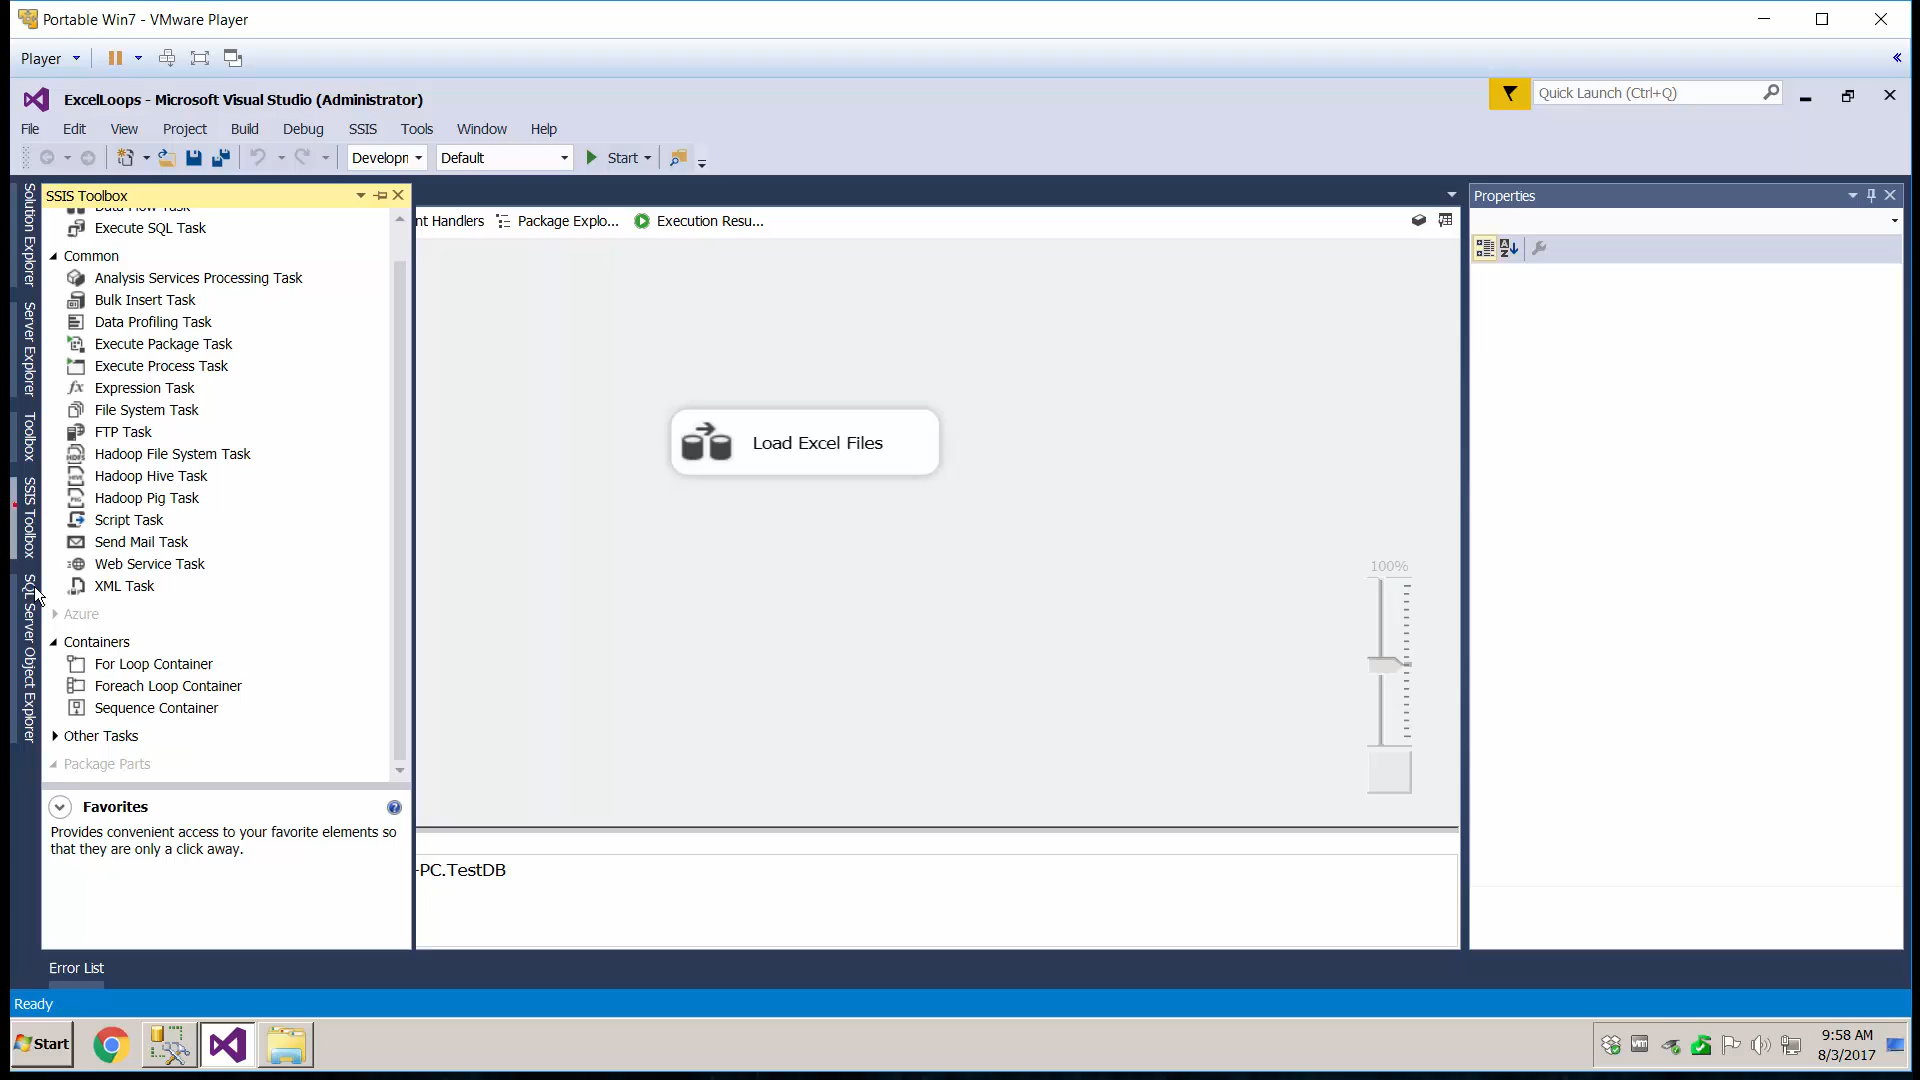 Portable Win7 - VMware Player
Player
ExcelLoops - Microsoft Visual Studio (Administrator)
Quick Launch (Ctrl+Q)
File Edit View Project Build Debug SSIS Tools Window Help
Developn Default Start
Solution Explorer
Server Explorer
Toolbox
SSIS Toolbox
SQL Server Object Explorer
SSIS Toolbox
Data Flow Task
Execute SQL Task
Common
Analysis Services Processing Task
Bulk Insert Task
Data Profiling Task
Execute Package Task
Execute Process Task
Expression Task
File System Task
FTP Task
Hadoop File System Task
Hadoop Hive Task
Hadoop Pig Task
Script Task
Send Mail Task
Web Service Task
XML Task
Azure
Containers
For Loop Container
Foreach Loop Container
Sequence Container
Other Tasks
Package Parts
Favorites
Provides convenient access to your favorite elements so
that they are only a click away.
nt Handlers Package Explo... Execution Resu...
Load Excel Files
100%
-PC.TestDB
Properties
Error List
Ready
Start
9:58 AM
8/3/2017